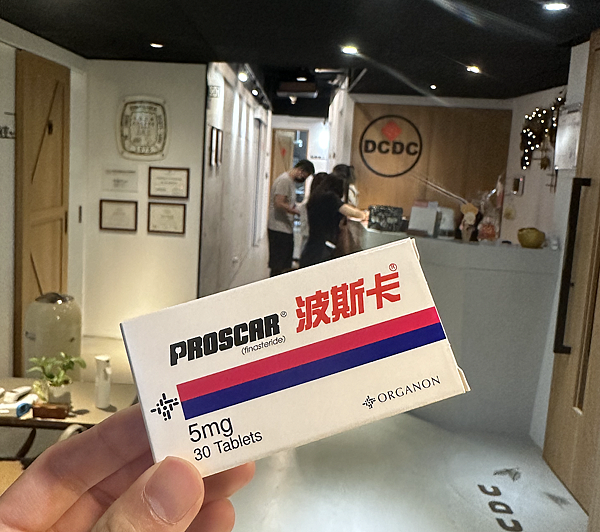 DCDC
PROSCAR® 波斯卡®
(finasteride)
ORGANON
5mg
30 Tablets